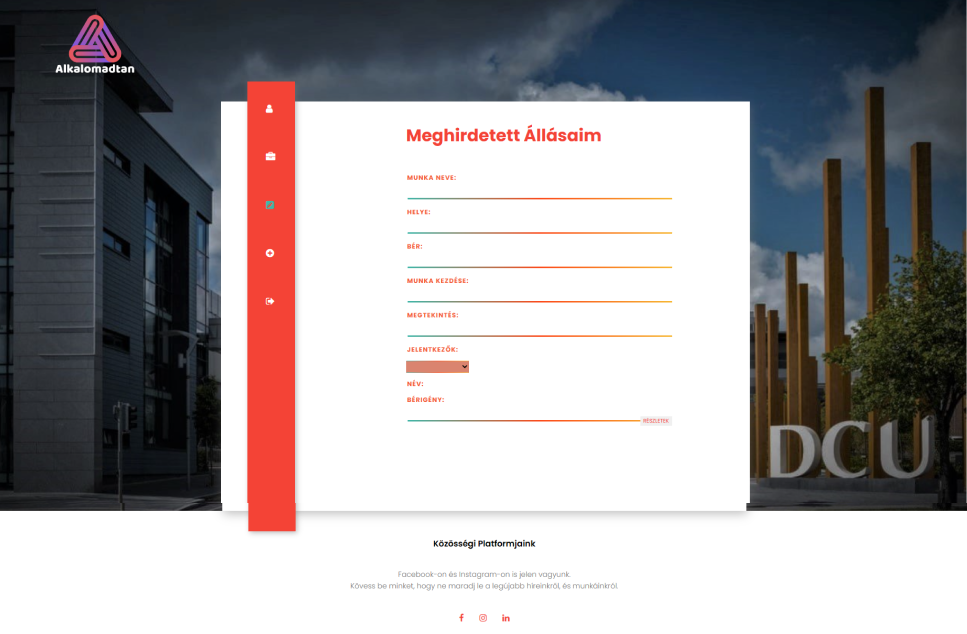 Alkalomadtan
Meghirdetett Állásaim
MUNKA NEVE:
HELYE:
BÉR:
MUNKA KEZDÉSE:
MEGTEKINTÉS:
JELENTKEZŐK:
NÉV:
BÉRIGÉNY:
RÉSZLETEK
DCU
Közösségi Platformjaink
Facebook-on és Instagram-on is jelen vagyunk.
Kövess be minket, hogy ne maradj le a legújabb híreinkről, és munkáinkról.